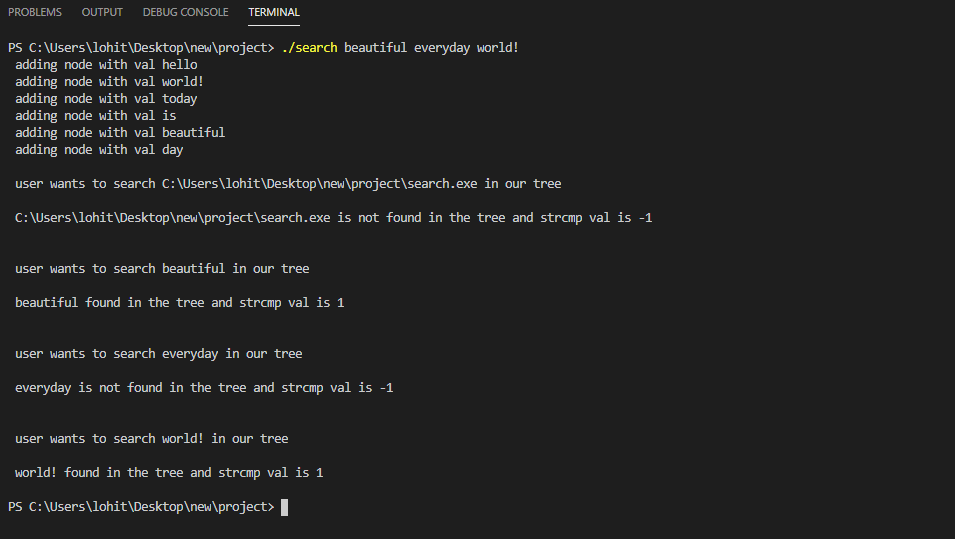 PROBLEMS OUTPUT DEBUG CONSOLE TERMINAL
PS C:\Users\lohit\Desktop\new\project> ./search beautiful everyday world!
adding node with val hello
adding node with val world!
adding node with val today
adding node with val is
adding node with val beautiful
adding node with val day
user wants to search C:\Users\lohit\Desktop\new\project\search.exe in our tree
C:\Users\lohit\Desktop\new\project\search.exe is not found in the tree and strcmp val is -1
user wants to search beautiful in our tree
beautiful found in the tree and strcmp val is 1
user wants to search everyday in our tree
everyday is not found in the tree and strcmp val is -1
user wants to search world! in our tree
world! found in the tree and strcmp val is 1
PS C:\Users\lohit\Desktop\new\project>